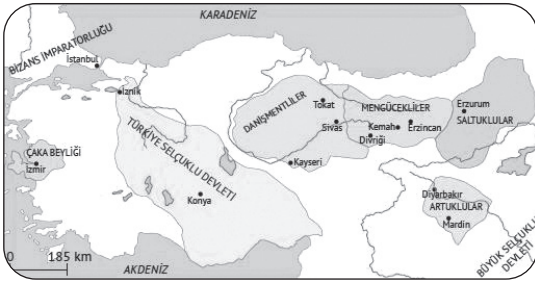 KARADENİZ
BİZANS İMPARATORLUĞU
İstanbul
İznik
DANİŞMENTLİLER
Tokat
Sivas
MENGÜCEKLİLER
Kemah
Erzincan
Divriği
Erzurum
SALTUKLULAR
Kayseri
ÇAKA BEYLİĞİ
İzmir
TÜRKİYE SELÇUKLU DEVLETİ
Konya
Diyarbakır
ARTUKLULAR
Mardin
0 185 km
AKDENİZ
BÜYÜK SELÇUKLU
DEVLETİ